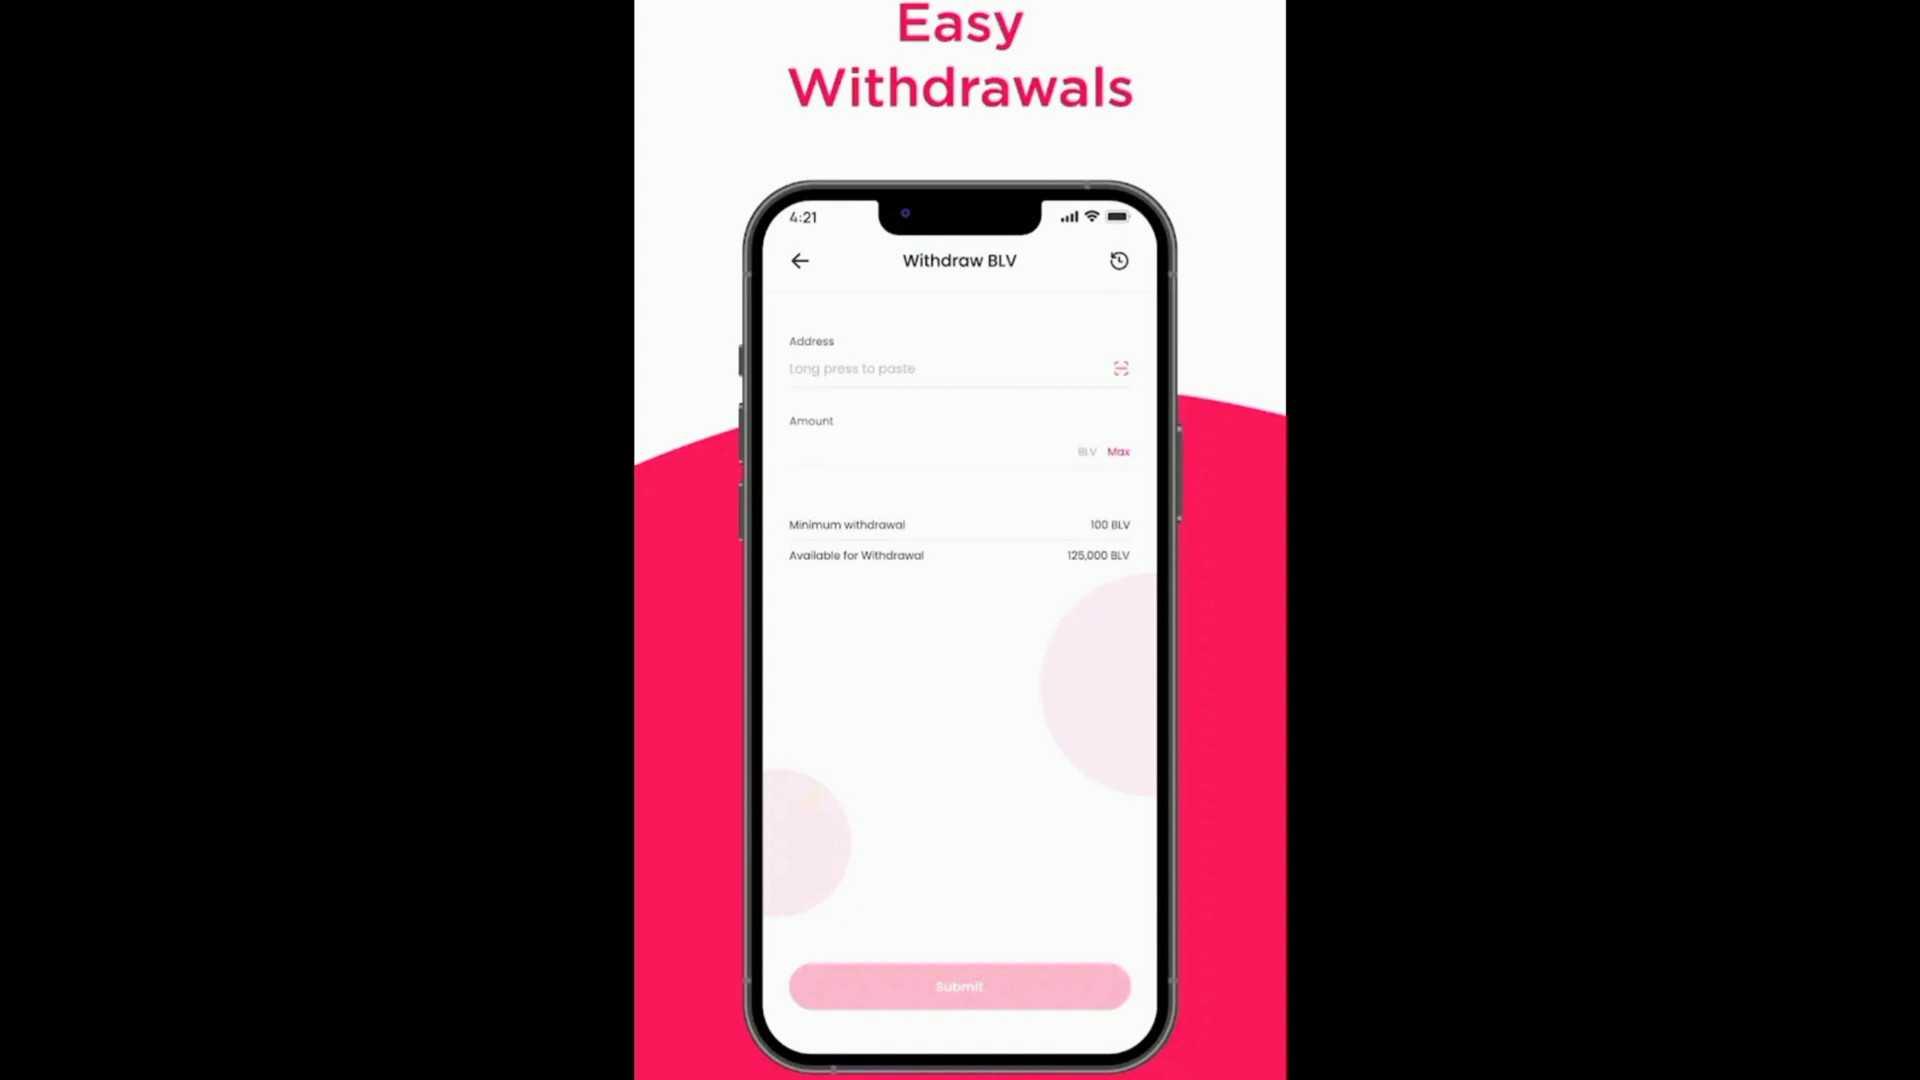 Easy
Withdrawals
4:21
Withdraw BLV
Address
Long press to paste
Amount
BLV Max
Minimum withdrawal 100 BLV
Available for Withdrawal 125,000 BLV
Submit